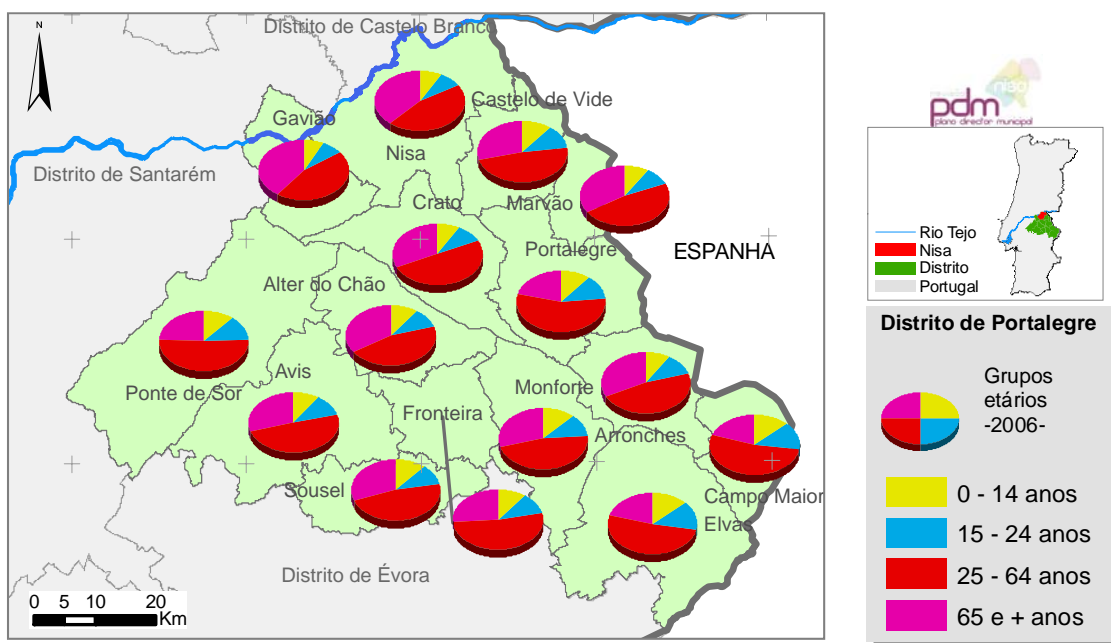 N
Distrito de Castelo Branco
Castelo de Vide
Gavião
Nisa
Distrito de Santarém
Crato
Marvão
Portalegre
ESPANHA
Alter do Chão
Ponte de Sor
Avis
Monforte
Fronteira
Arronches
Sousel
Campo Maior
Elvas
Distrito de Évora
0 5 10 20
Km
pdm
plano director municipal
Rio Tejo
Nisa
Distrito
Portugal
Distrito de Portalegre
Grupos
etários
-2006-
0 - 14 anos
15 - 24 anos
25 - 64 anos
65 e + anos